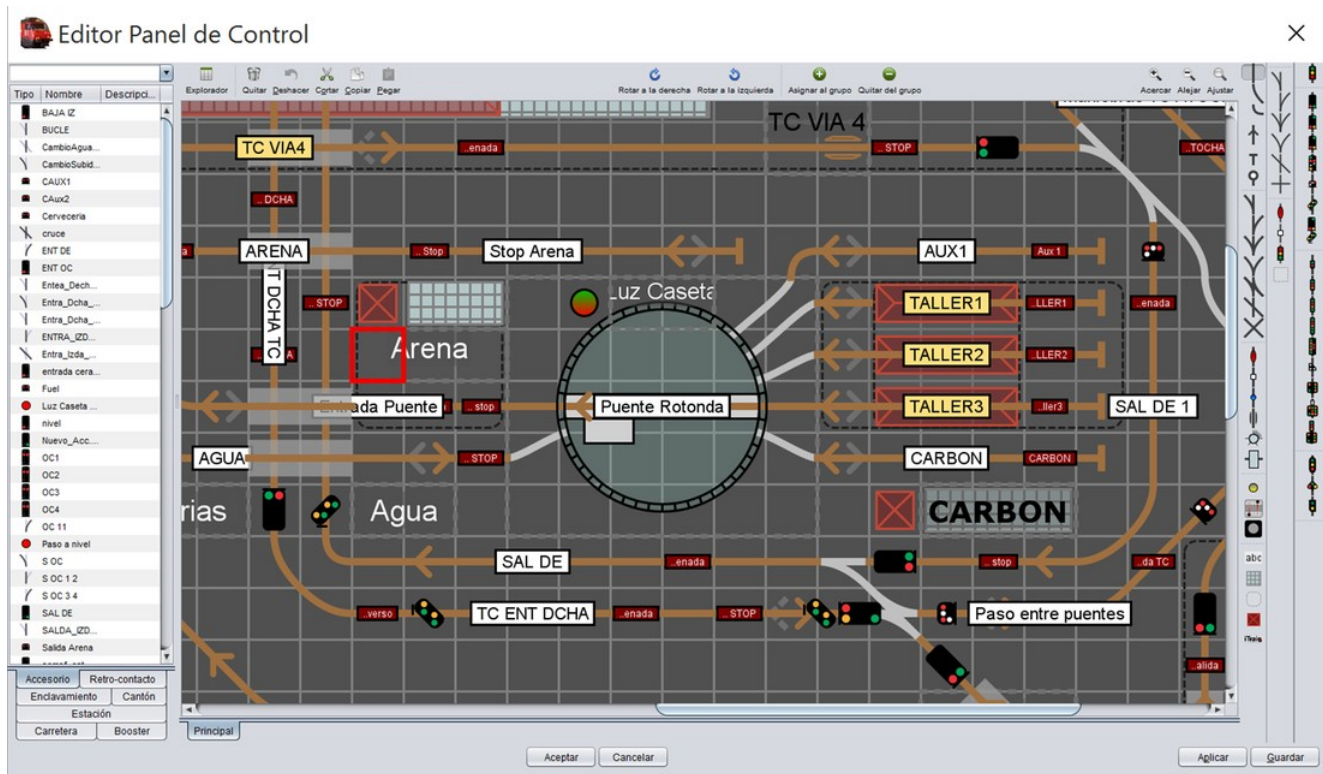 Editor Panel de Control
Explorador
Quitar
Deshacer
Cortar
Copiar
Pegar
Rotar a la derecha
Rotar a la izquierda
Asignar al grupo
Quitar del grupo
Acercar
Alejar
Ajustar
Tipo Nombre Descripci...
BAJA IZ
BUCLE
CambioAgua...
CambioSubid...
CAUX1
CAux2
Cerveceria
cruce
ENT DE
ENT OC
Entea_Dech...
Entra_Dcha_...
Entra_Dcha_...
ENTRA_IZD...
Entra_Izda_...
entrada cera...
Fuel
Luz Caseta ...
nivel
Nuevo_Acc....
OC1
OC2
OC3
OC4
OC 11
Paso a nivel
S OC
S OC 1 2
S OC 3 4
SAL DE
SALDA_IZD...
Salida Arena
Accesorio
Retro-contacto
Enclavamiento
Cantón
Estación
Carretera
Booster
TC VIA 4
TC VIA4
..enada
.. STOP
..TOCHA
.. DCHA
ARENA
.. Stop
Stop Arena
AUX1
Aux 1
NT DCHA TC
.. STOP
Luz Caseta
TALLER1
..LLER1
..enada
Arena
TALLER2
..LLER2
Entrada Puente
.. stop
Puente Rotonda
TALLER3
..ller3
SAL DE 1
AGUA
.. STOP
CARBON
CARBON
rias
Agua
CARBON
SAL DE
..enada
.. stop
..da TC
..verso
TC ENT DCHA
..enada
.. STOP
Paso entre puentes
..alida
abc
iTrain
Principal
Aceptar
Cancelar
Aplicar
Guardar